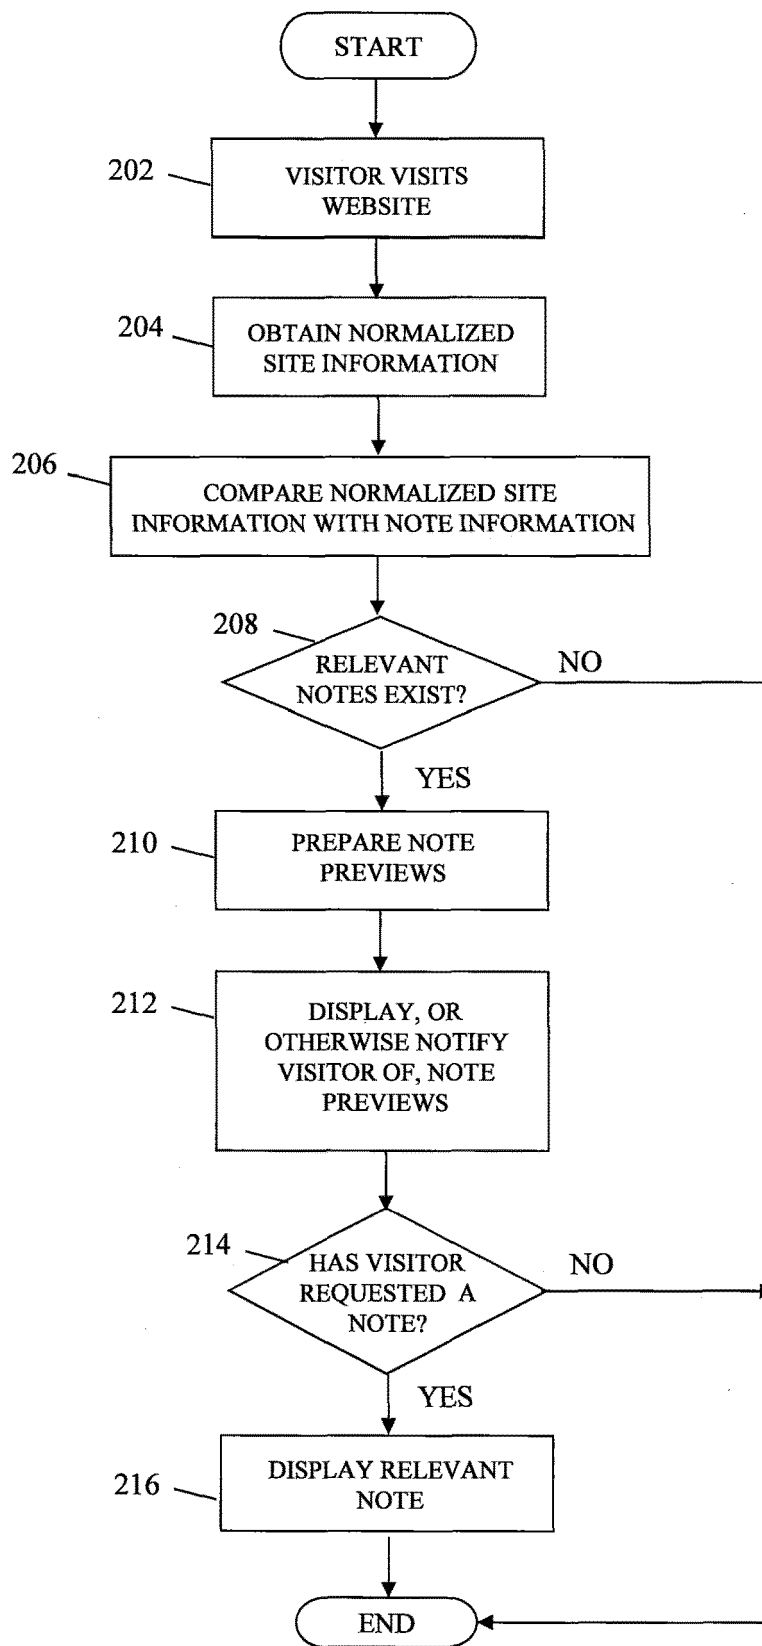 START
202
VISITOR VISITS
WEBSITE
204
OBTAIN NORMALIZED
SITE INFORMATION
206
COMPARE NORMALIZED SITE
INFORMATION WITH NOTE INFORMATION
208
RELEVANT
NOTES EXIST?
NO
YES
210
PREPARE NOTE
PREVIEWS
212
DISPLAY, OR
OTHERWISE NOTIFY
VISITOR OF, NOTE
PREVIEWS
214
HAS VISITOR
REQUESTED A
NOTE?
NO
YES
216
DISPLAY RELEVANT
NOTE
END